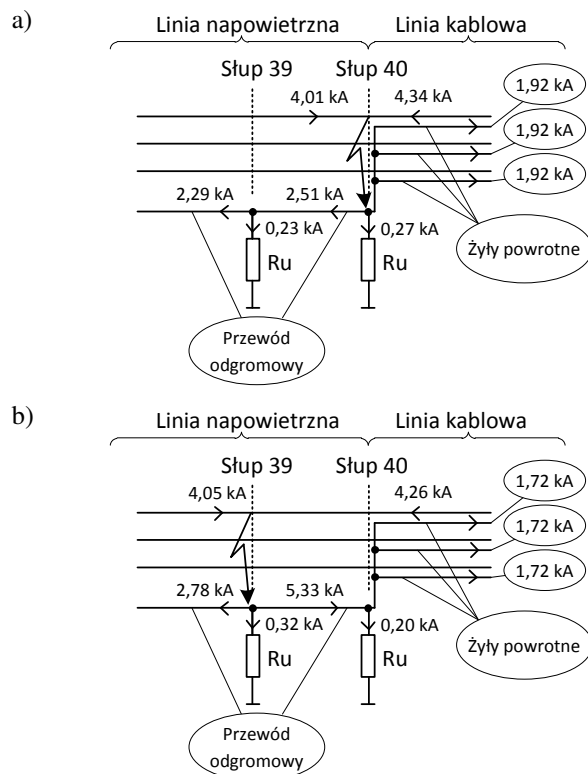 a)
Linia napowietrzna
Linia kablowa
Słup 39
Słup 40
4,01 kA
4,34 kA
1,92 kA
1,92 kA
1,92 kA
2,29 kA
2,51 kA
0,23 kA
0,27 kA
Ru
Ru
Żyły powrotne
Przewód
odgromowy
b)
Linia napowietrzna
Linia kablowa
Słup 39
Słup 40
4,05 kA
4,26 kA
1,72 kA
1,72 kA
1,72 kA
2,78 kA
5,33 kA
0,32 kA
0,20 kA
Ru
Ru
Żyły powrotne
Przewód
odgromowy